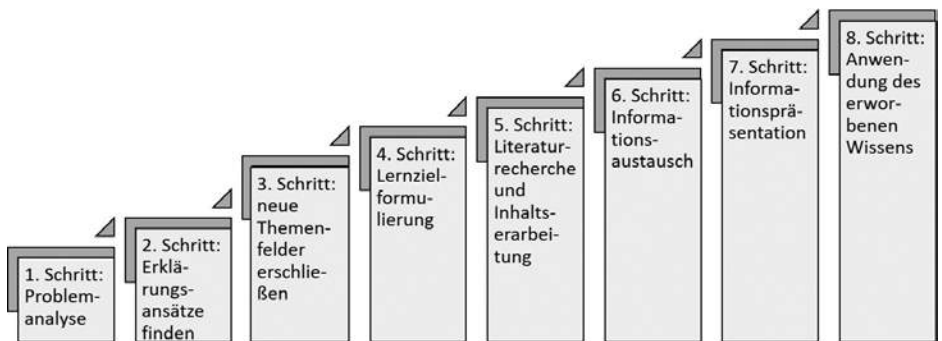 1. Schritt:
Problem-
analyse
2. Schritt:
Erklä-
rungs-
ansätze
finden
3. Schritt:
neue
Themen-
felder
erschlie-
ßen
4. Schritt:
Lernziel-
formu-
lierung
5. Schritt:
Literatur-
recherche
und
Inhalts-
erarbei-
tung
6. Schritt:
Informa-
tions-
austausch
7. Schritt:
Informa-
tionsprä-
sentation
8. Schritt:
Anwen-
dung des
erwor-
benen
Wissens